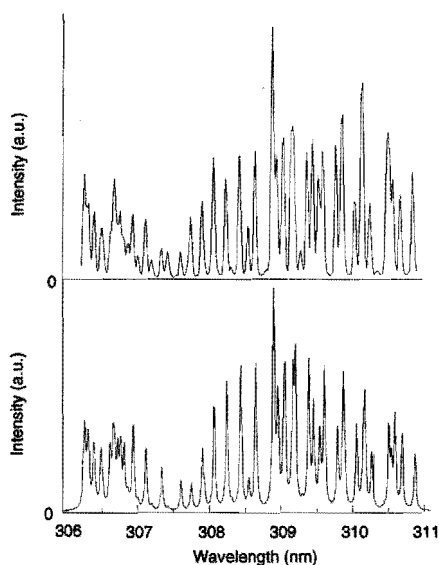 Intensity (a.u.)
0
Intensity (a.u.)
0
306 307 308 309 310 311
Wavelength (nm)